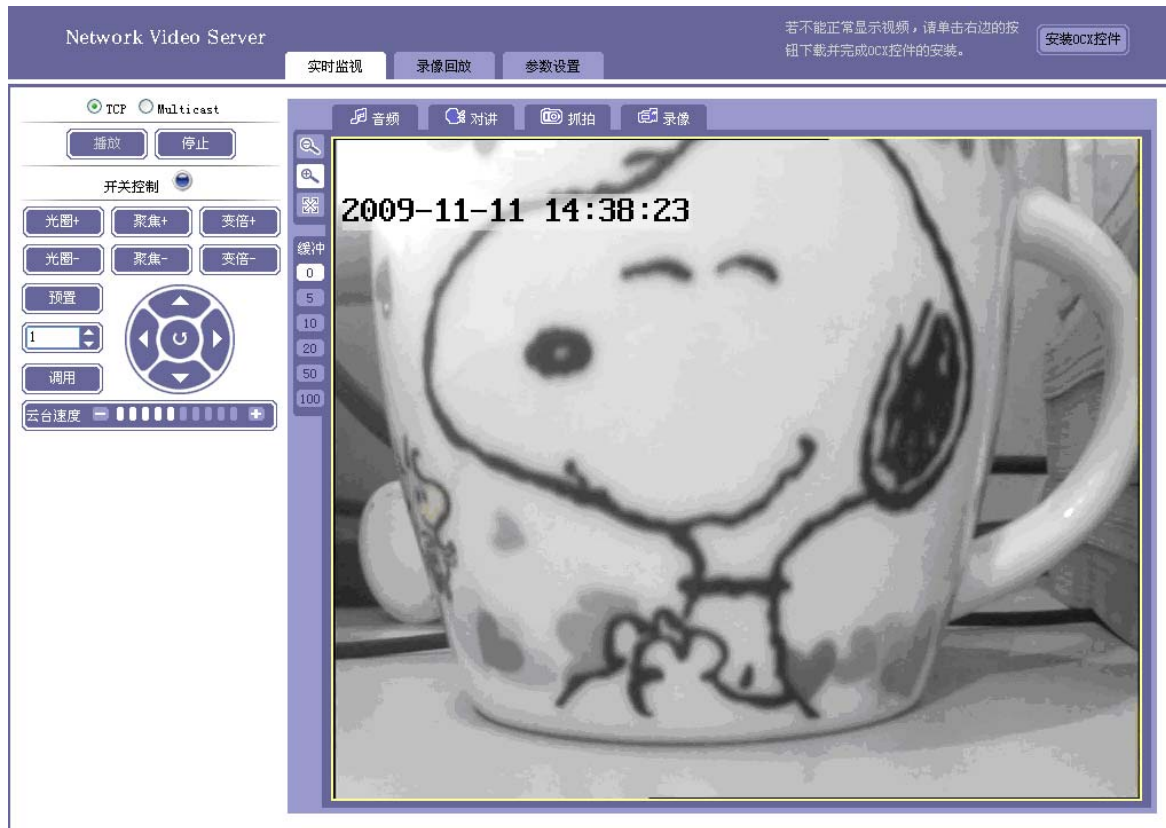 Network Video Server
若不能正常显示视频，请单击右边的按
钮下载并完成OCX控件的安装。
安装OCX控件
实时监视 录像回放 参数设置
TCP Multicast
播放 停止
开关控制
光圈+ 聚焦+ 变倍+
光圈- 聚焦- 变倍-
预置
1
调用
云台速度
音频 对讲 抓拍 录像
2009-11-11 14:38:23
缓冲
0
5
10
20
50
100